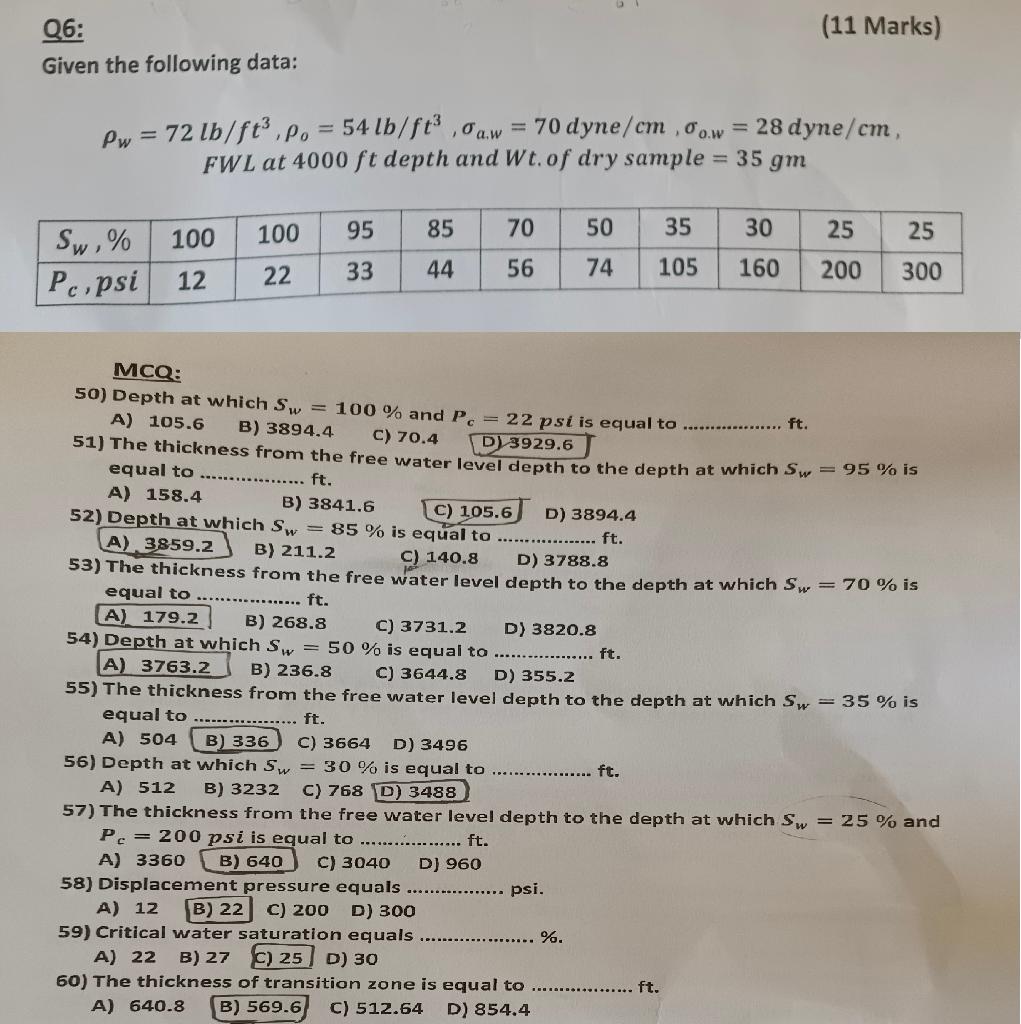 Q6: (11 Marks)
Given the following data:
ρw = 72 lb/ft³ , ρo = 54 lb/ft³ , σa.w = 70 dyne/cm , σo.w = 28 dyne/cm ,
FWL at 4000 ft depth and Wt. of dry sample = 35 gm
Sw , % 100 100 95 85 70 50 35 30 25 25
Pc , psi 12 22 33 44 56 74 105 160 200 300
MCQ:
50) Depth at which Sw = 100 % and Pc = 22 psi is equal to .................. ft.
A) 105.6 B) 3894.4 C) 70.4 D) 3929.6
51) The thickness from the free water level depth to the depth at which Sw = 95 % is
equal to .................. ft.
A) 158.4 B) 3841.6 C) 105.6 D) 3894.4
52) Depth at which Sw = 85 % is equal to .................. ft.
A) 3859.2 B) 211.2 C) 140.8 D) 3788.8
53) The thickness from the free water level depth to the depth at which Sw = 70 % is
equal to .................. ft.
A) 179.2 B) 268.8 C) 3731.2 D) 3820.8
54) Depth at which Sw = 50 % is equal to .................. ft.
A) 3763.2 B) 236.8 C) 3644.8 D) 355.2
55) The thickness from the free water level depth to the depth at which Sw = 35 % is
equal to .................. ft.
A) 504 B) 336 C) 3664 D) 3496
56) Depth at which Sw = 30 % is equal to .................. ft.
A) 512 B) 3232 C) 768 D) 3488
57) The thickness from the free water level depth to the depth at which Sw = 25 % and
Pc = 200 psi is equal to .................. ft.
A) 3360 B) 640 C) 3040 D) 960
58) Displacement pressure equals ................. psi.
A) 12 B) 22 C) 200 D) 300
59) Critical water saturation equals .................... %.
A) 22 B) 27 C) 25 D) 30
60) The thickness of transition zone is equal to .................. ft.
A) 640.8 B) 569.6 C) 512.64 D) 854.4